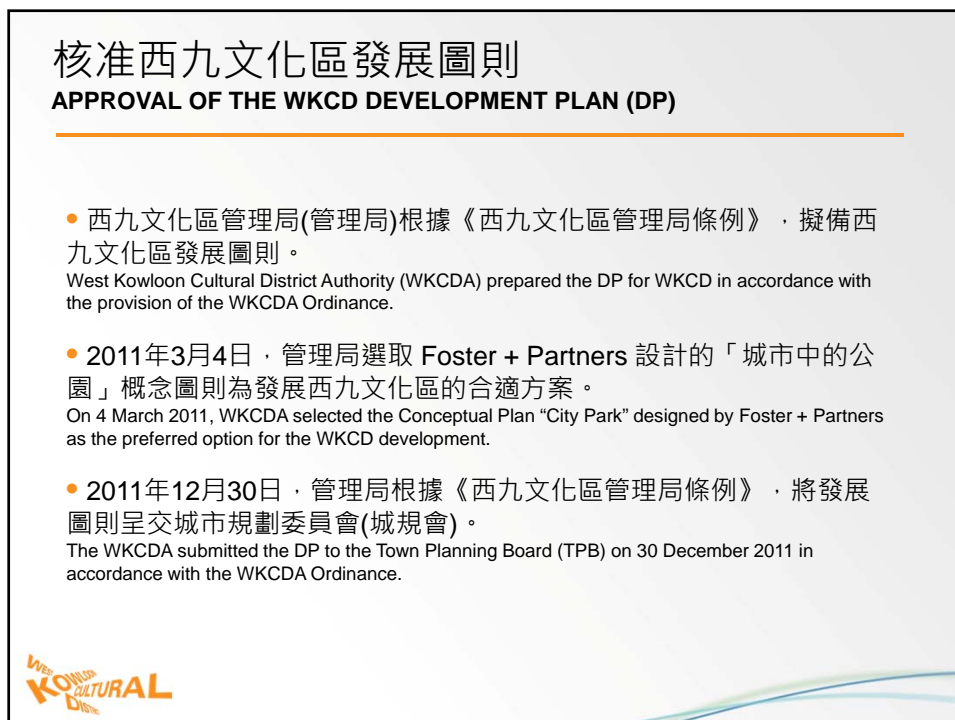 核准西九文化區發展圖則
APPROVAL OF THE WKCD DEVELOPMENT PLAN (DP)
• 西九文化區管理局(管理局)根據《西九文化區管理局條例》，擬備西
九文化區發展圖則。
West Kowloon Cultural District Authority (WKCDA) prepared the DP for WKCD in accordance with
the provision of the WKCDA Ordinance.
• 2011年3月4日，管理局選取 Foster + Partners 設計的「城市中的公
園」概念圖則為發展西九文化區的合適方案。
On 4 March 2011, WKCDA selected the Conceptual Plan “City Park” designed by Foster + Partners
as the preferred option for the WKCD development.
• 2011年12月30日，管理局根據《西九文化區管理局條例》，將發展
圖則呈交城市規劃委員會(城規會)。
The WKCDA submitted the DP to the Town Planning Board (TPB) on 30 December 2011 in
accordance with the WKCDA Ordinance.
WEST
KOWLOON
CULTURAL
DISTRICT